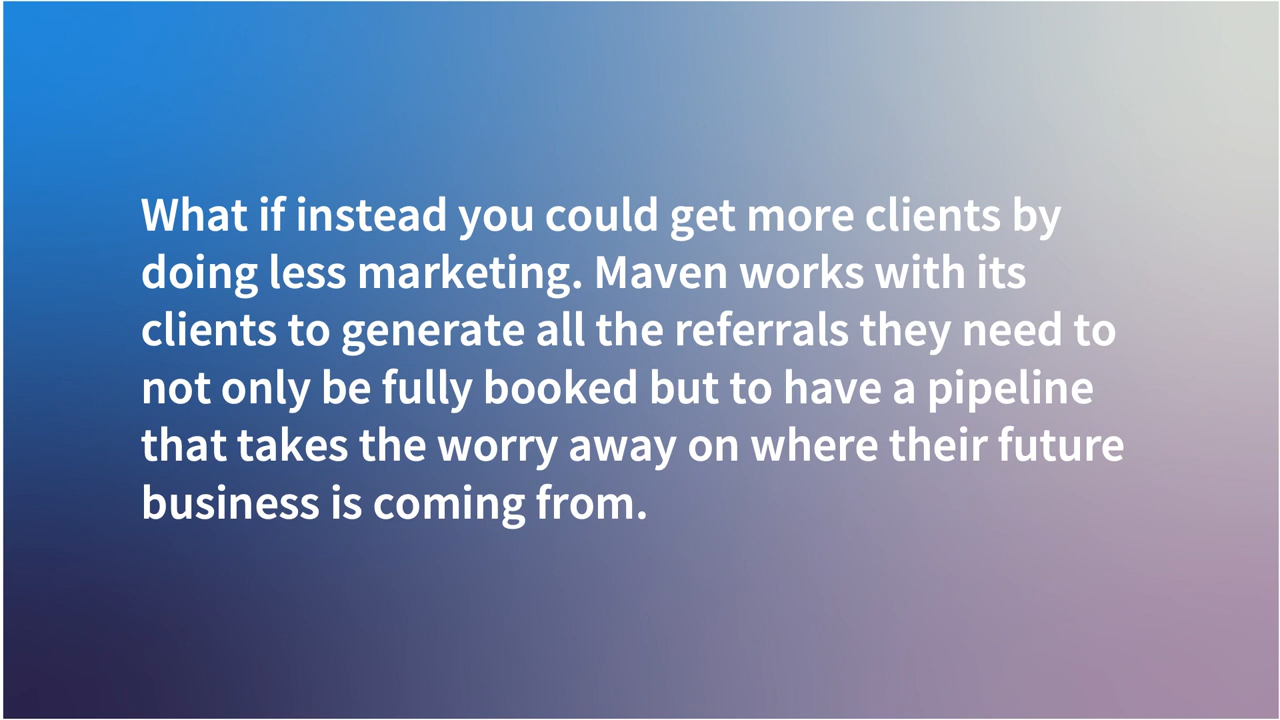 What if instead you could get more clients by
doing less marketing. Maven works with its
clients to generate all the referrals they need to
not only be fully booked but to have a pipeline
that takes the worry away on where their future
business is coming from.